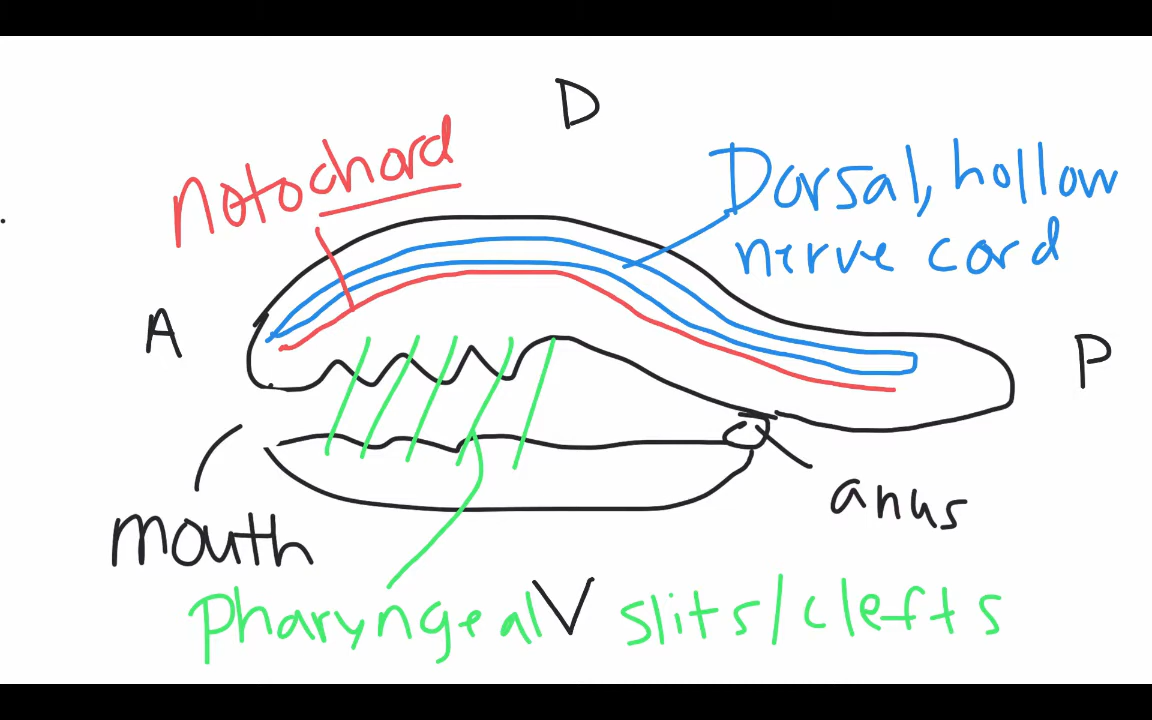 D
Notochord
Dorsal, hollow
nerve cord
A
P
mouth
anus
Pharyngeal slits/clefts
V